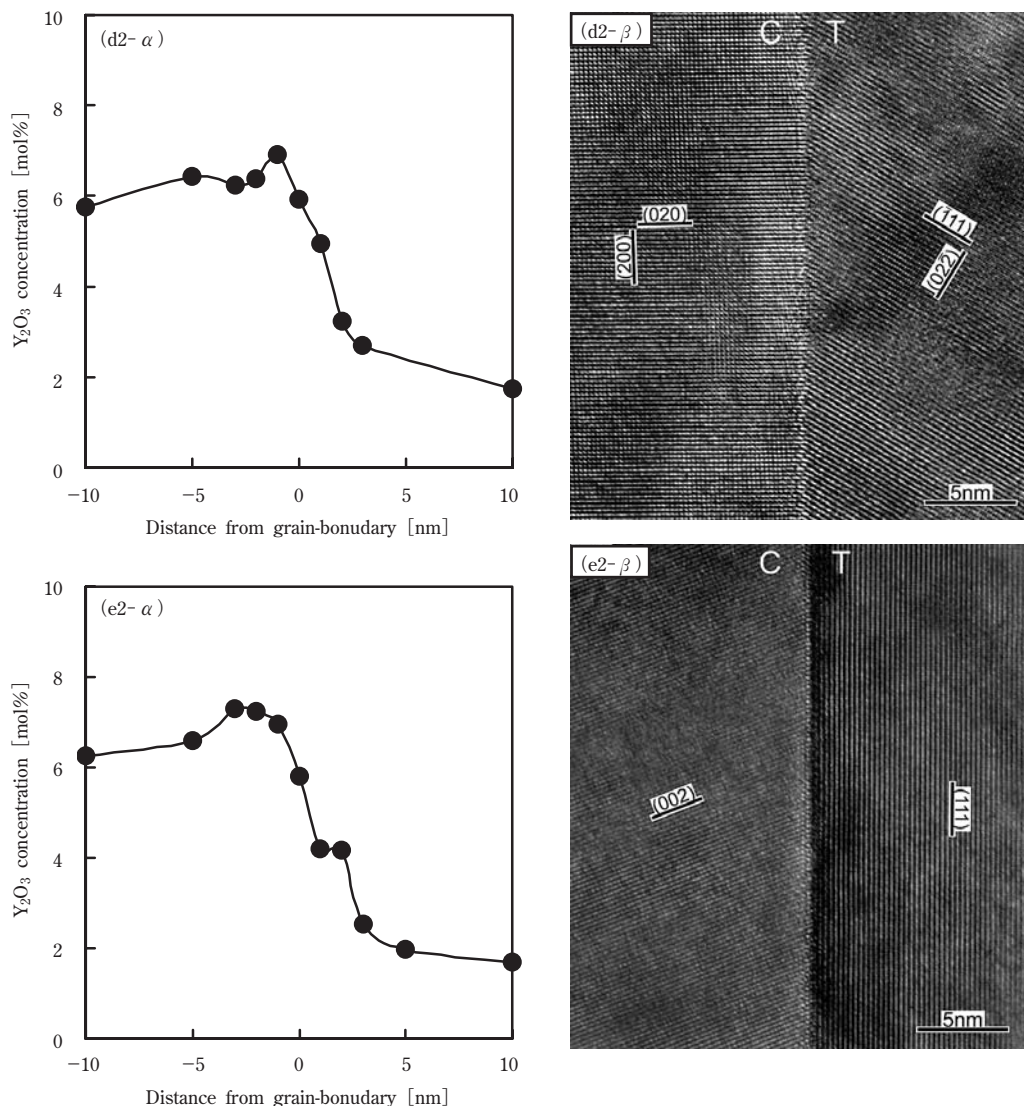 (d2-α)
10
8
6
4
2
0
−10
−5
0
5
10
Y₂O₃ concentration [mol%]
Distance from grain-bonudary [nm]
(d2-β)
C T
(020)
(200)
(111)
(022)
5nm
(e2-α)
10
8
6
4
2
0
−10
−5
0
5
10
Y₂O₃ concentration [mol%]
Distance from grain-bonudary [nm]
(e2-β)
C T
(002)
(111)
5nm